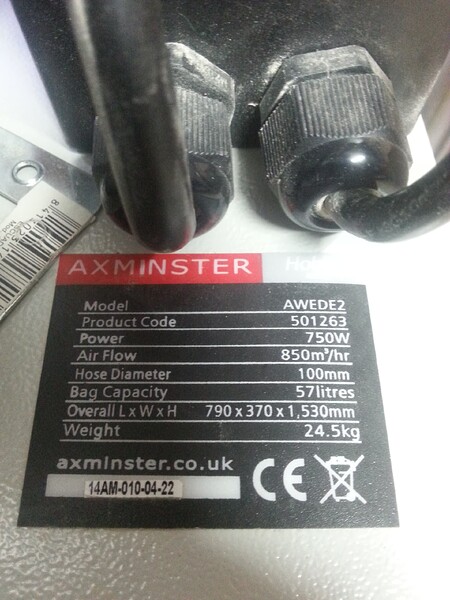 AXMINSTER
Model AWEDE2
Product Code 501263
Power 750W
Air Flow 850m³/hr
Hose Diameter 100mm
Bag Capacity 57litres
Overall L x W x H 790 x 370 x 1,530mm
Weight 24.5kg
axminster.co.uk CE
14AM-010-04-22